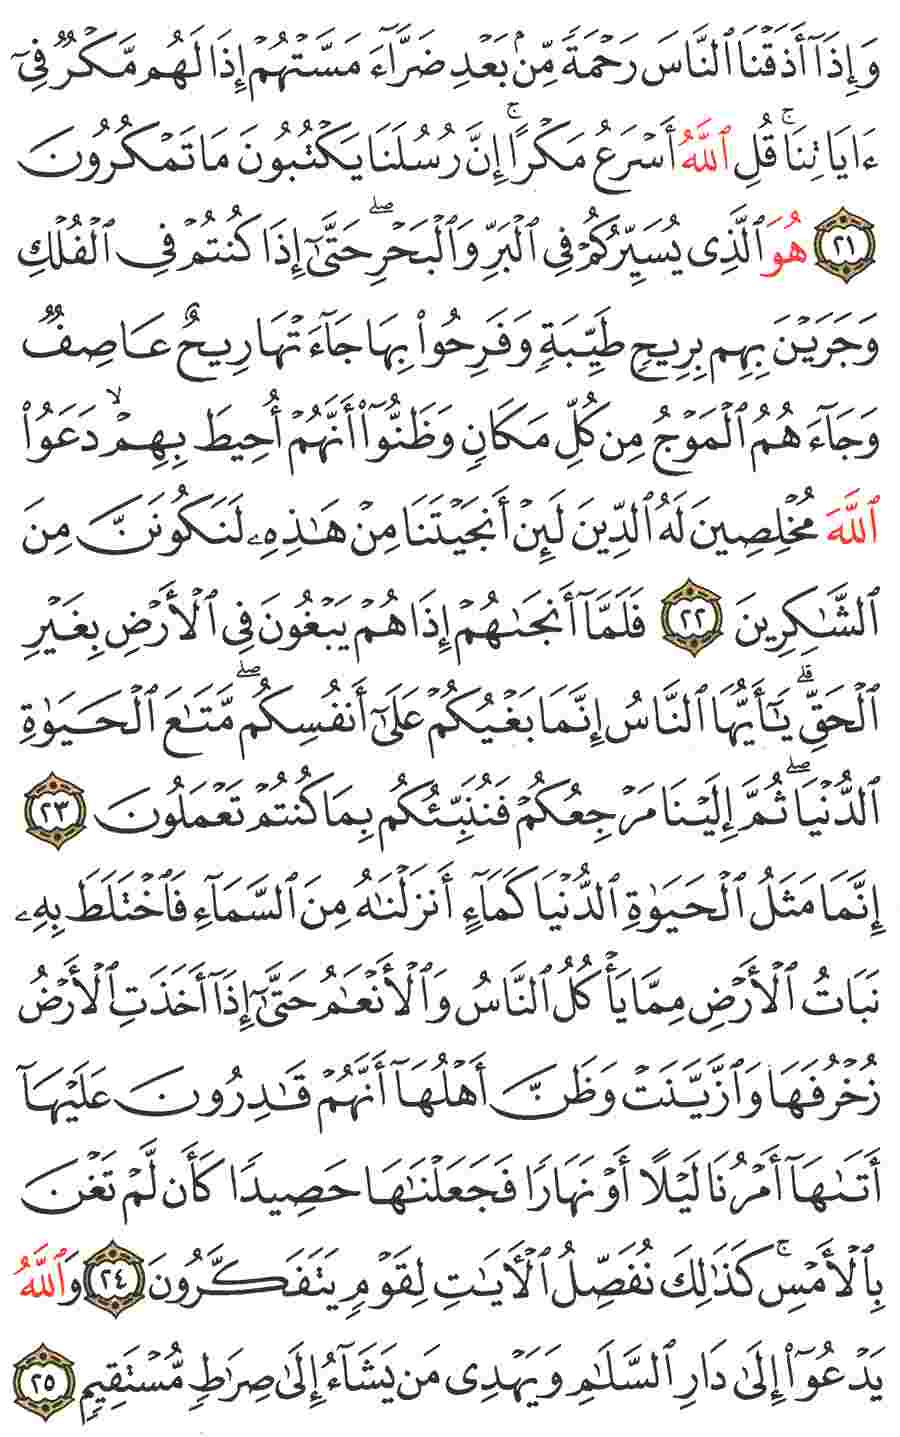 وَإِذَآ أَذَقْنَا ٱلنَّاسَ رَحْمَةً مِّنۢ بَعْدِ ضَرَّآءَ مَسَّتْهُمْ إِذَا لَهُم مَّكْرٌ فِىٓ
ءَايَاتِنَا ۚ قُلِ ٱللَّهُ أَسْرَعُ مَكْرًا ۚ إِنَّ رُسُلَنَا يَكْتُبُونَ مَا تَمْكُرُونَ
﴿٢١﴾ هُوَ ٱلَّذِى يُسَيِّرُكُمْ فِى ٱلْبَرِّ وَٱلْبَحْرِ ۖ حَتَّىٰٓ إِذَا كُنتُمْ فِى ٱلْفُلْكِ
وَجَرَيْنَ بِهِم بِرِيحٍ طَيِّبَةٍ وَفَرِحُوا۟ بِهَا جَآءَتْهَا رِيحٌ عَاصِفٌ
وَجَآءَهُمُ ٱلْمَوْجُ مِن كُلِّ مَكَانٍ وَظَنُّوٓا۟ أَنَّهُمْ أُحِيطَ بِهِمْ ۙ دَعَوُا۟
ٱللَّهَ مُخْلِصِينَ لَهُ ٱلدِّينَ لَئِنْ أَنجَيْتَنَا مِنْ هَـٰذِهِۦ لَنَكُونَنَّ مِنَ
ٱلشَّـٰكِرِينَ ﴿٢٢﴾ فَلَمَّآ أَنجَىٰهُمْ إِذَا هُمْ يَبْغُونَ فِى ٱلْأَرْضِ بِغَيْرِ
ٱلْحَقِّ ۗ يَـٰٓأَيُّهَا ٱلنَّاسُ إِنَّمَا بَغْيُكُمْ عَلَىٰٓ أَنفُسِكُم ۖ مَّتَـٰعَ ٱلْحَيَوٰةِ
ٱلدُّنْيَا ۖ ثُمَّ إِلَيْنَا مَرْجِعُكُمْ فَنُنَبِّئُكُم بِمَا كُنتُمْ تَعْمَلُونَ ﴿٢٣﴾
إِنَّمَا مَثَلُ ٱلْحَيَوٰةِ ٱلدُّنْيَا كَمَآءٍ أَنزَلْنَـٰهُ مِنَ ٱلسَّمَآءِ فَٱخْتَلَطَ بِهِۦ
نَبَاتُ ٱلْأَرْضِ مِمَّا يَأْكُلُ ٱلنَّاسُ وَٱلْأَنْعَـٰمُ حَتَّىٰٓ إِذَآ أَخَذَتِ ٱلْأَرْضُ
زُخْرُفَهَا وَٱزَّيَّنَتْ وَظَنَّ أَهْلُهَآ أَنَّهُمْ قَـٰدِرُونَ عَلَيْهَآ
أَتَىٰهَآ أَمْرُنَا لَيْلًا أَوْ نَهَارًا فَجَعَلْنَـٰهَا حَصِيدًا كَأَن لَّمْ تَغْنَ
بِٱلْأَمْسِ ۚ كَذَٰلِكَ نُفَصِّلُ ٱلْأَيَـٰتِ لِقَوْمٍ يَتَفَكَّرُونَ ﴿٢٤﴾ وَٱللَّهُ
يَدْعُوٓا۟ إِلَىٰ دَارِ ٱلسَّلَـٰمِ وَيَهْدِى مَن يَشَآءُ إِلَىٰ صِرَٰطٍ مُّسْتَقِيمٍ ﴿٢٥﴾